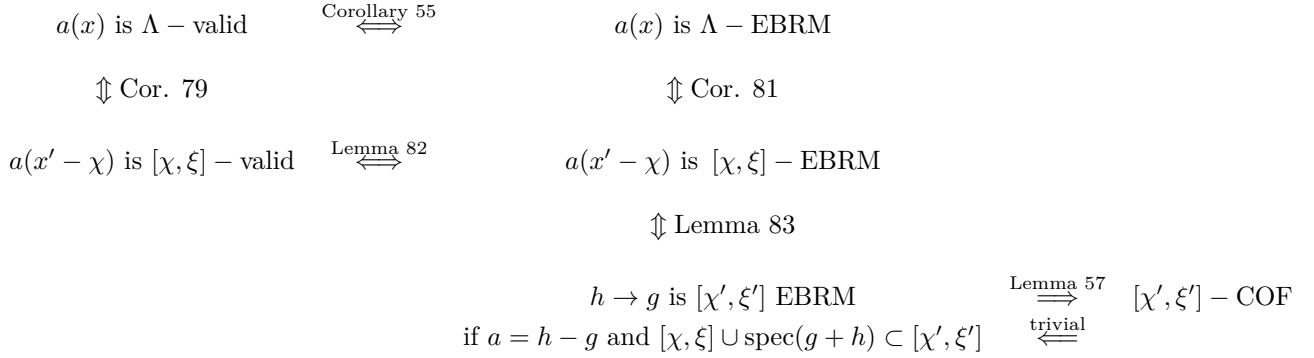 a(x) is Λ − valid ⟺ Corollary 55 a(x) is Λ − EBRM
⇕ Cor. 79 ⇕ Cor. 81
a(x′ − χ) is [χ, ξ] − valid ⟺ Lemma 82 a(x′ − χ) is [χ, ξ] − EBRM
⇕ Lemma 83
h → g is [χ′, ξ′] EBRM ⟹ Lemma 57 [χ′, ξ′] − COF
if a = h − g and [χ, ξ] ∪ spec(g + h) ⊂ [χ′, ξ′] ⟸ trivial